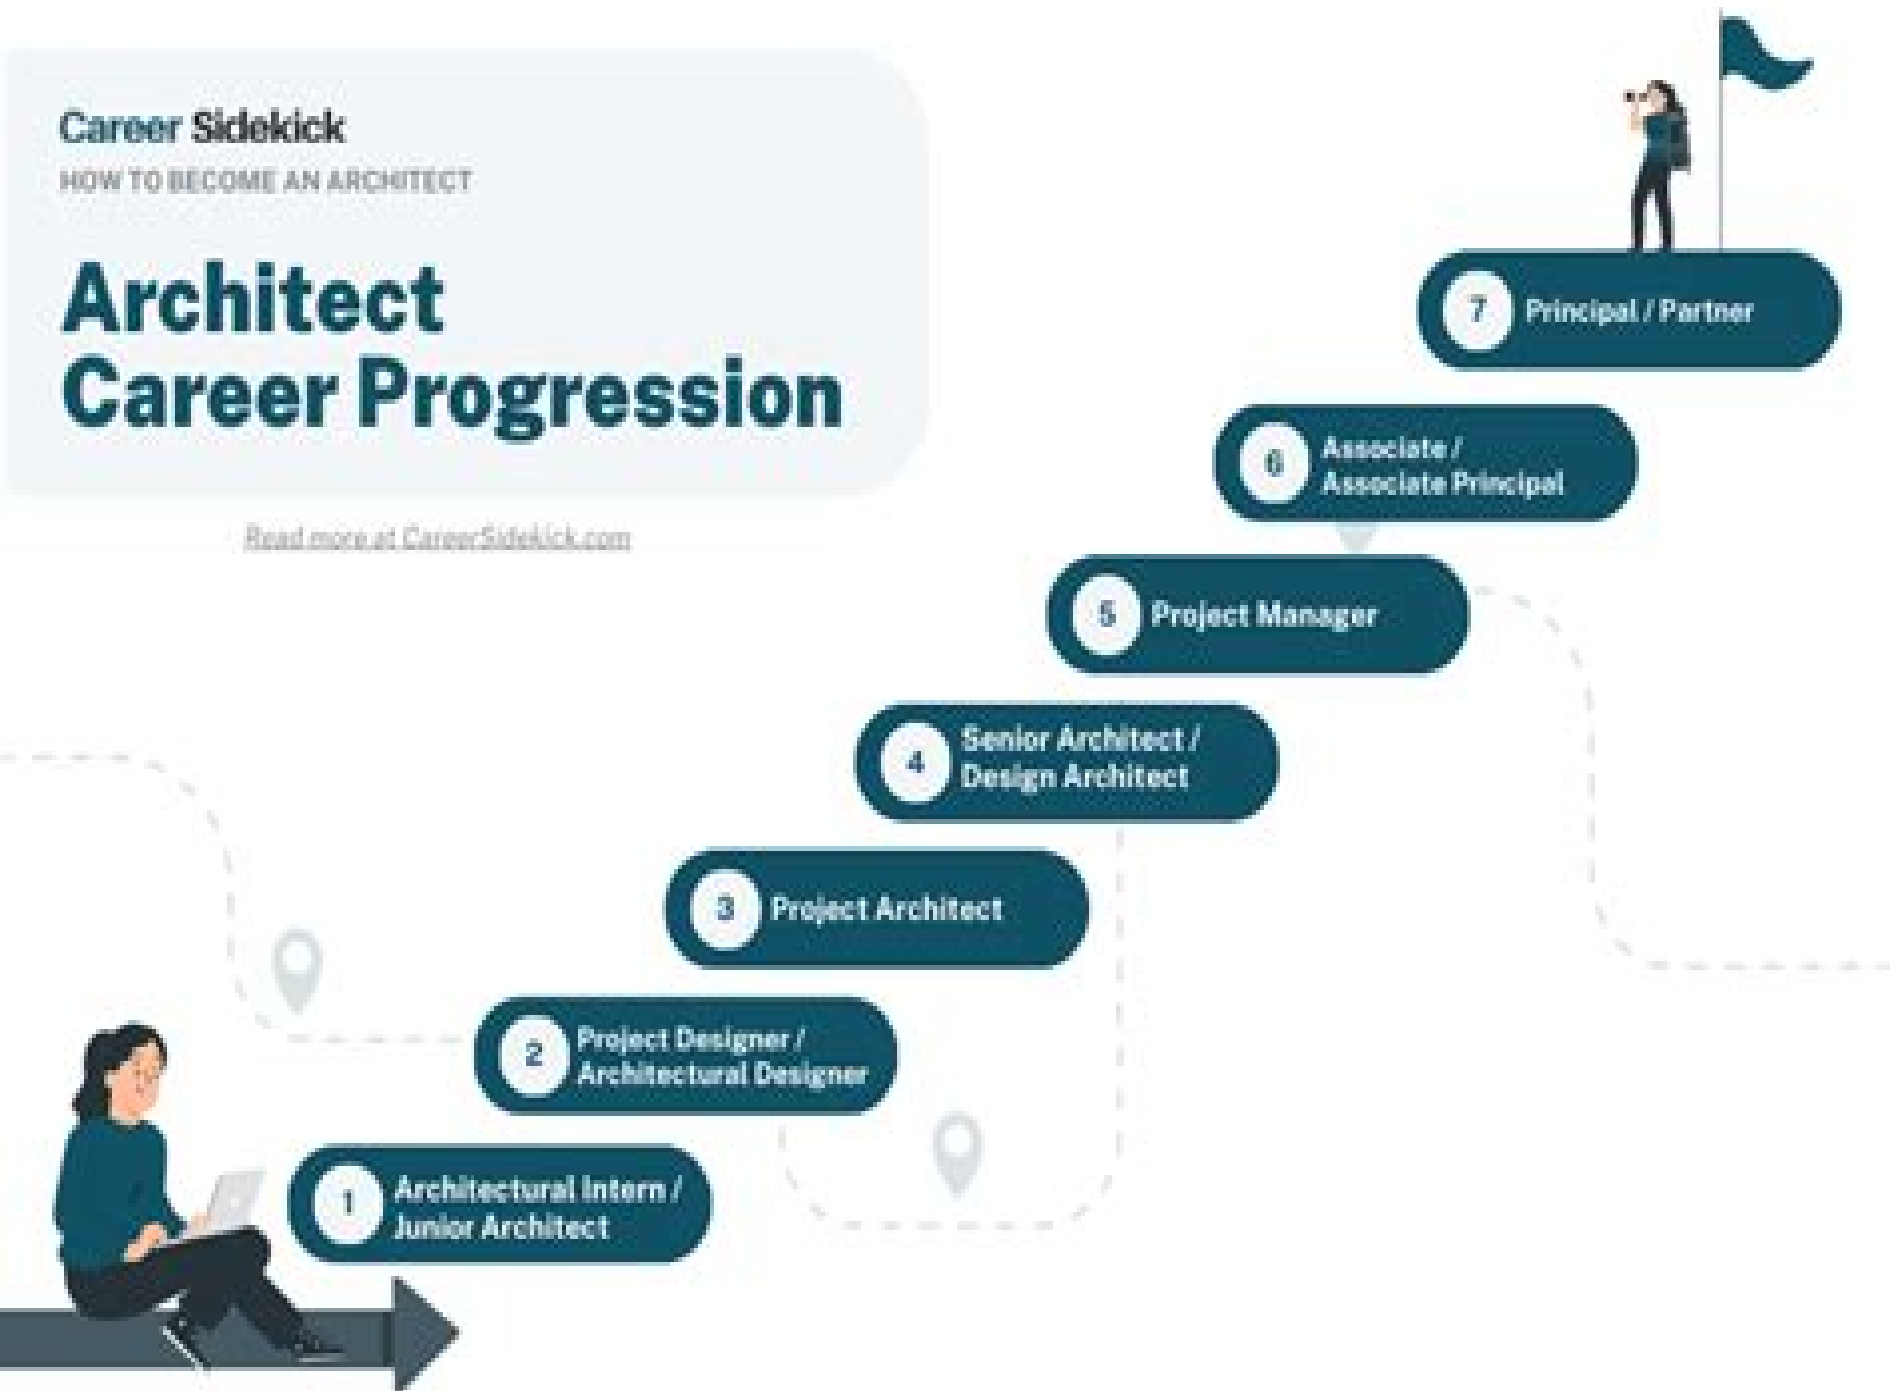 Career Sidekick
HOW TO BECOME AN ARCHITECT
Architect
Career Progression
Read more at CareerSidekick.com
7 Principal / Partner
6 Associate /
Associate Principal
5 Project Manager
4 Senior Architect /
Design Architect
3 Project Architect
2 Project Designer /
Architectural Designer
1 Architectural Intern /
Junior Architect